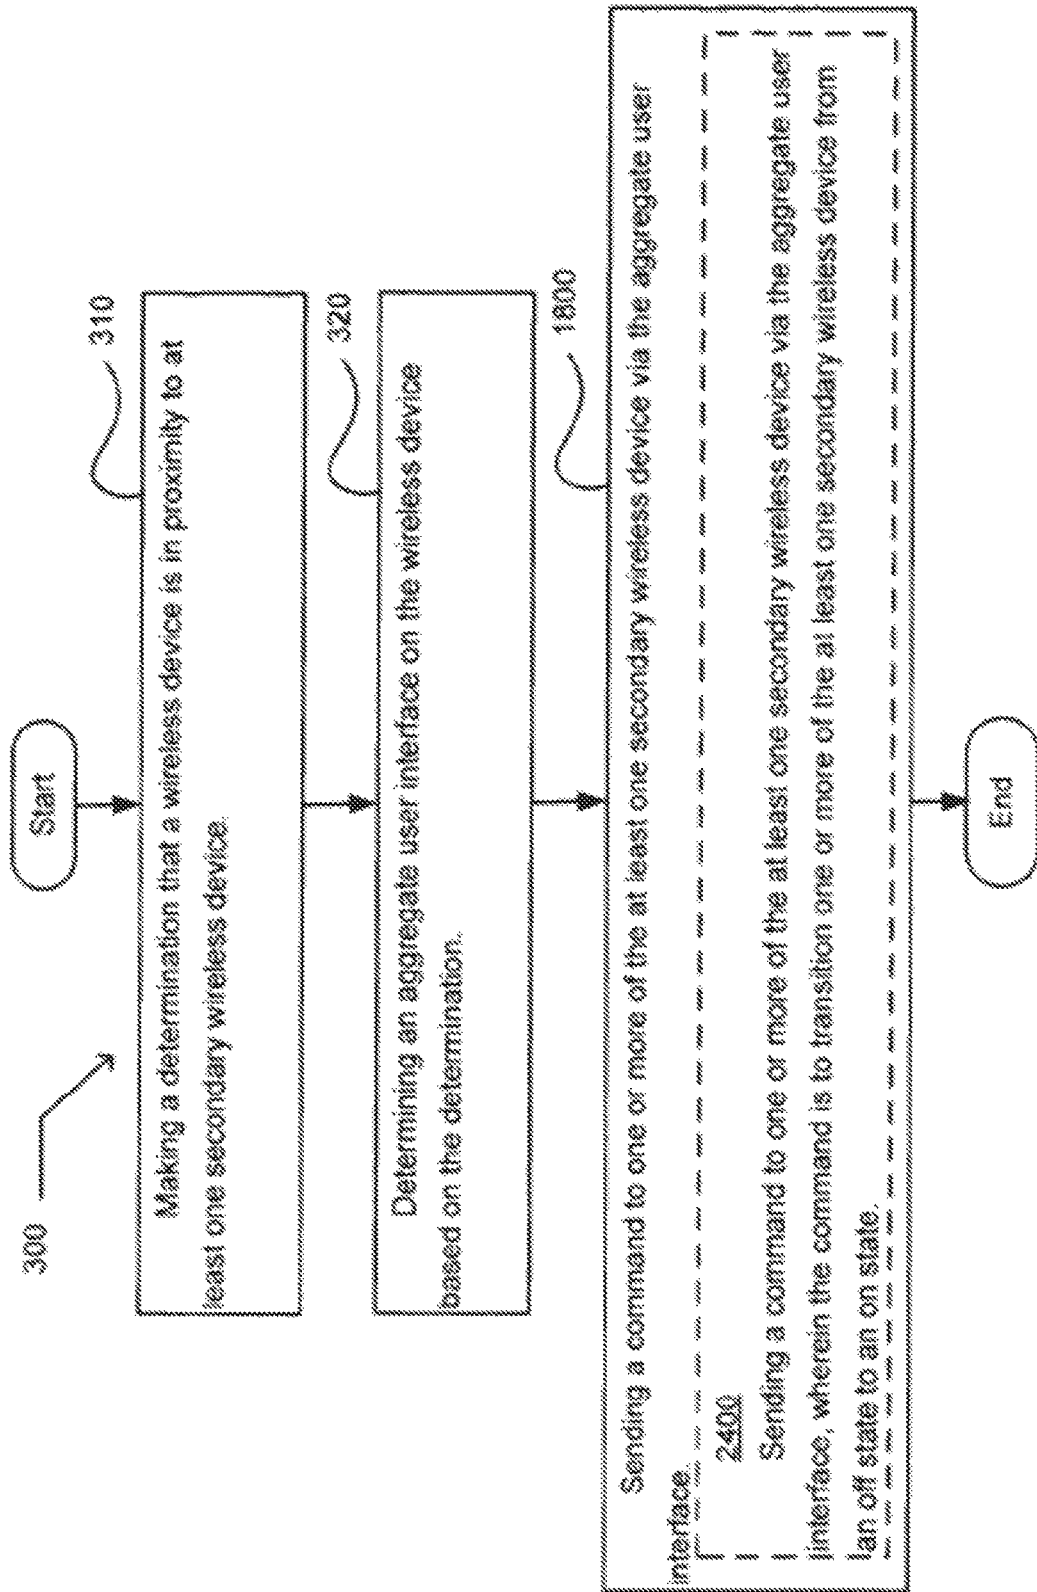 300
Start
310
Making a determination that a wireless device is in proximity to at
least one secondary wireless device.
320
Determining an aggregate user interface on the wireless device
based on the determination.
1800
Sending a command to one or more of the at least one secondary wireless device via the aggregate user
interface.
2400
Sending a command to one or more of the at least one secondary wireless device via the aggregate user
interface, wherein the command is to transition one or more of the at least one secondary wireless device from
an off state to an on state.
End